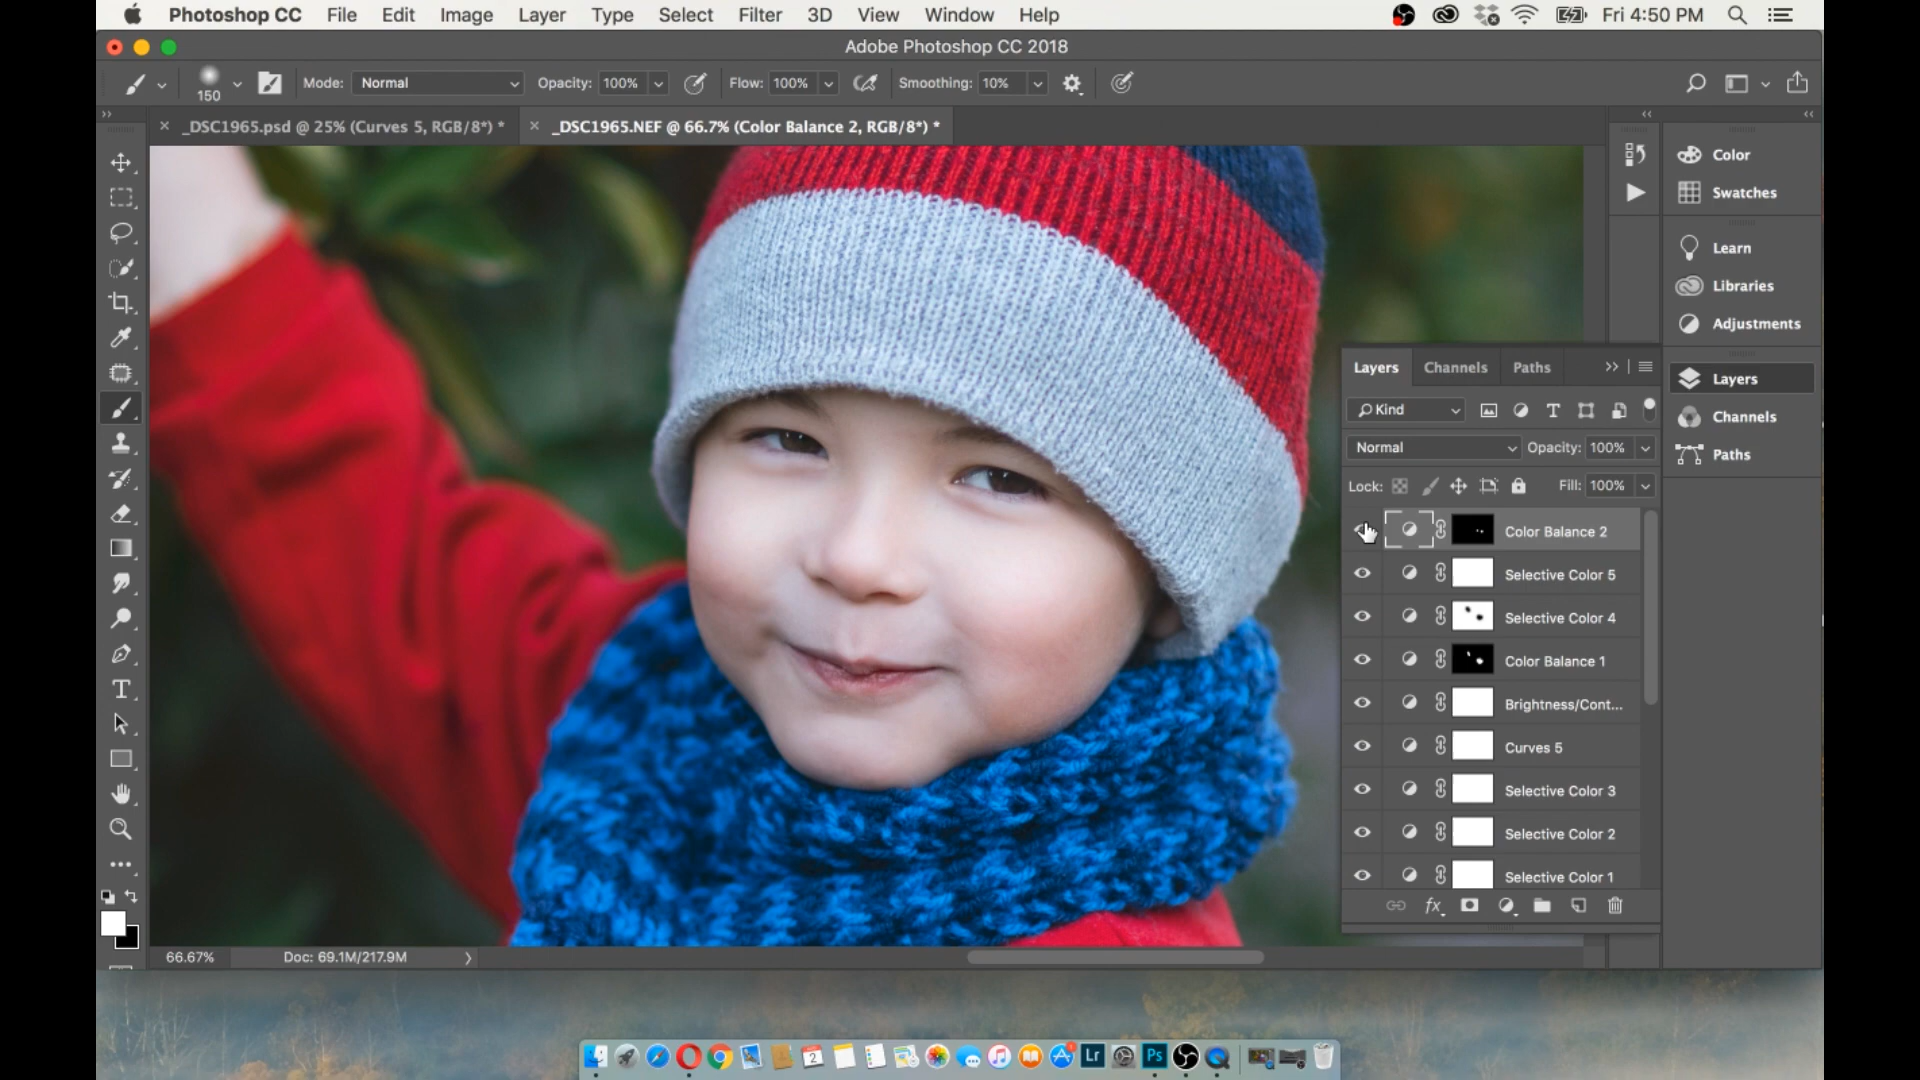 Photoshop CC File Edit Image Layer Type Select Filter 3D View Window Help Fri 4:50 PM
Adobe Photoshop CC 2018
150 Mode: Normal Opacity: 100% Flow: 100% Smoothing: 10%
_DSC1965.psd @ 25% (Curves 5, RGB/8*) *
_DSC1965.NEF @ 66.7% (Color Balance 2, RGB/8*) *
Color
Swatches
Learn
Libraries
Adjustments
Layers
Channels
Paths
Layers Channels Paths
Kind
Normal Opacity: 100%
Lock: Fill: 100%
Color Balance 2
Selective Color 5
Selective Color 4
Color Balance 1
Brightness/Cont...
Curves 5
Selective Color 3
Selective Color 2
Selective Color 1
fx
66.67% Doc: 69.1M/217.9M
2
Lr
Ps